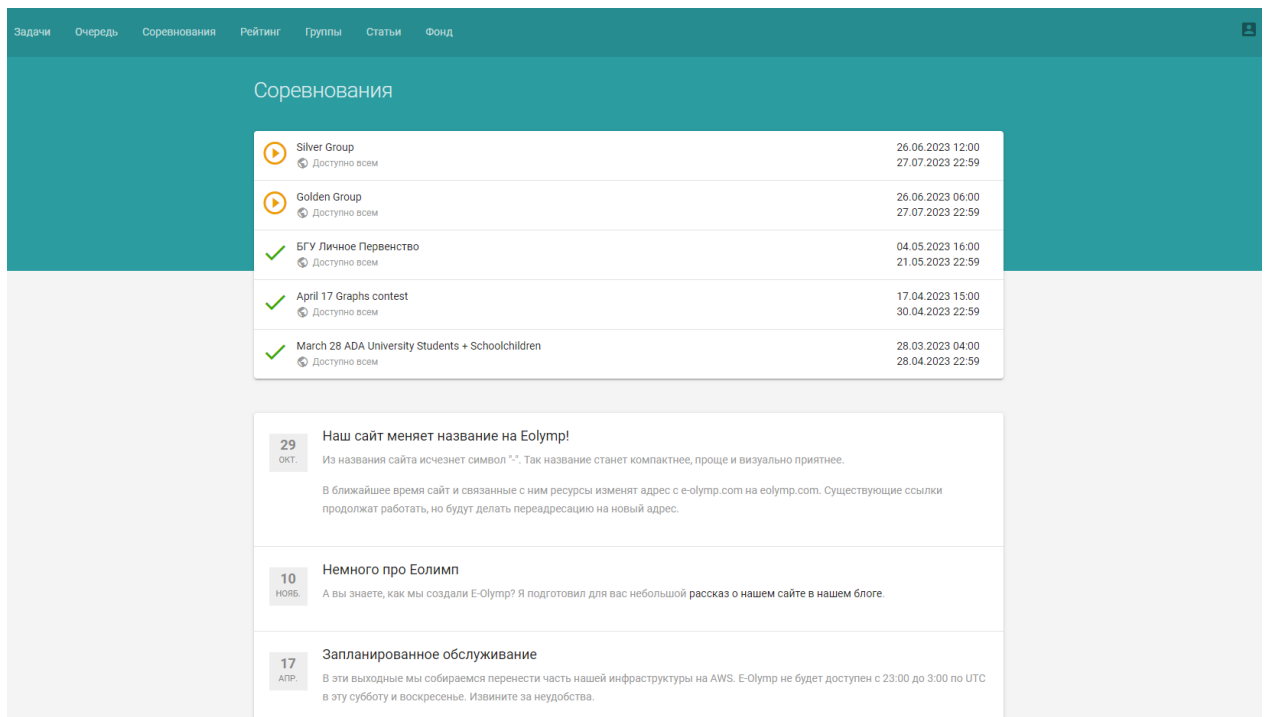 Задачи Очередь Соревнования Рейтинг Группы Статьи Фонд
Соревнования
Silver Group 26.06.2023 12:00
Доступно всем 27.07.2023 22:59
Golden Group 26.06.2023 06:00
Доступно всем 27.07.2023 22:59
БГУ Личное Первенство 04.05.2023 16:00
Доступно всем 21.05.2023 22:59
April 17 Graphs contest 17.04.2023 15:00
Доступно всем 30.04.2023 22:59
March 28 ADA University Students + Schoolchildren 28.03.2023 04:00
Доступно всем 28.04.2023 22:59
29 Наш сайт меняет название на Eolymp!
ОКТ. Из названия сайта исчезнет символ "-". Так название станет компактнее, проще и визуально приятнее.
В ближайшее время сайт и связанные с ним ресурсы изменят адрес с e-olymp.com на eolymp.com. Существующие ссылки
продолжат работать, но будут делать переадресацию на новый адрес.
10 Немного про Еолимп
НОЯБ. А вы знаете, как мы создали E-Olymp? Я подготовил для вас небольшой рассказ о нашем сайте в нашем блоге.
17 Запланированное обслуживание
АПР. В эти выходные мы собираемся перенести часть нашей инфраструктуры на AWS. E-Olymp не будет доступен с 23:00 до 3:00 по UTC
в эту субботу и воскресенье. Извините за неудобства.